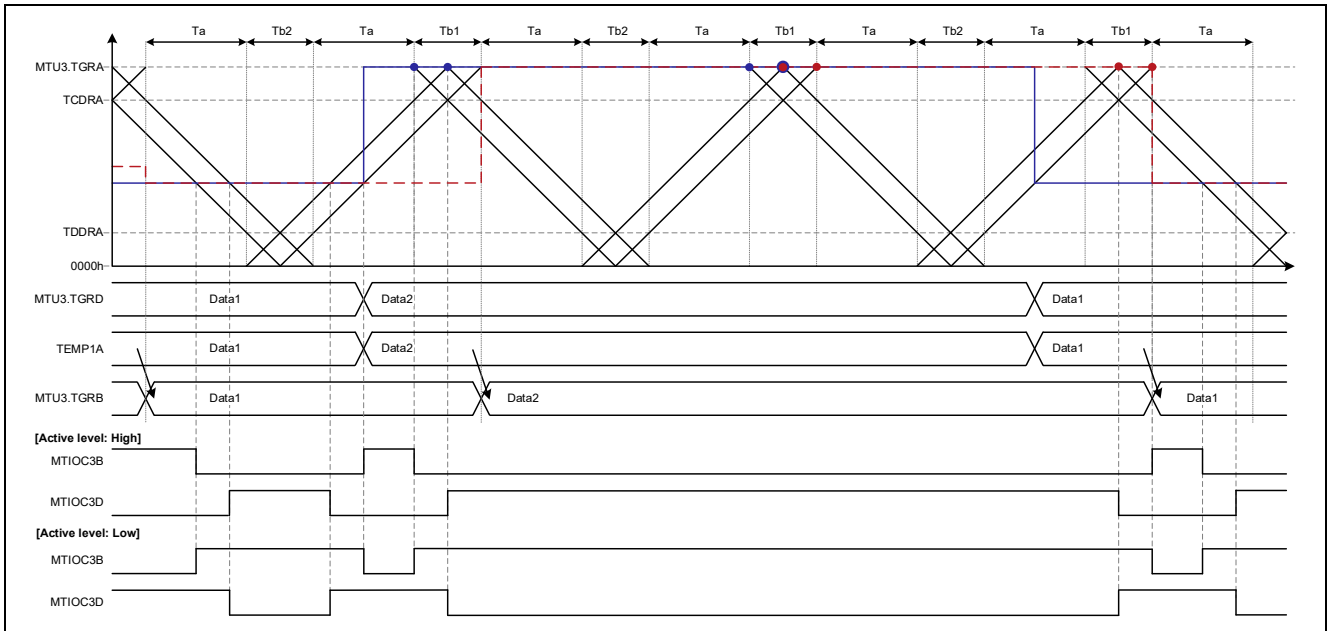 Ta Tb2 Ta Tb1 Ta Tb2 Ta Tb1 Ta Tb2 Ta Tb1 Ta
MTU3.TGRA
TCDRA
TDDRA
0000h
MTU3.TGRD Data1 Data2 Data1
TEMP1A Data1 Data2 Data1
MTU3.TGRB Data1 Data2 Data1
[Active level: High]
MTIOC3B
MTIOC3D
[Active level: Low]
MTIOC3B
MTIOC3D